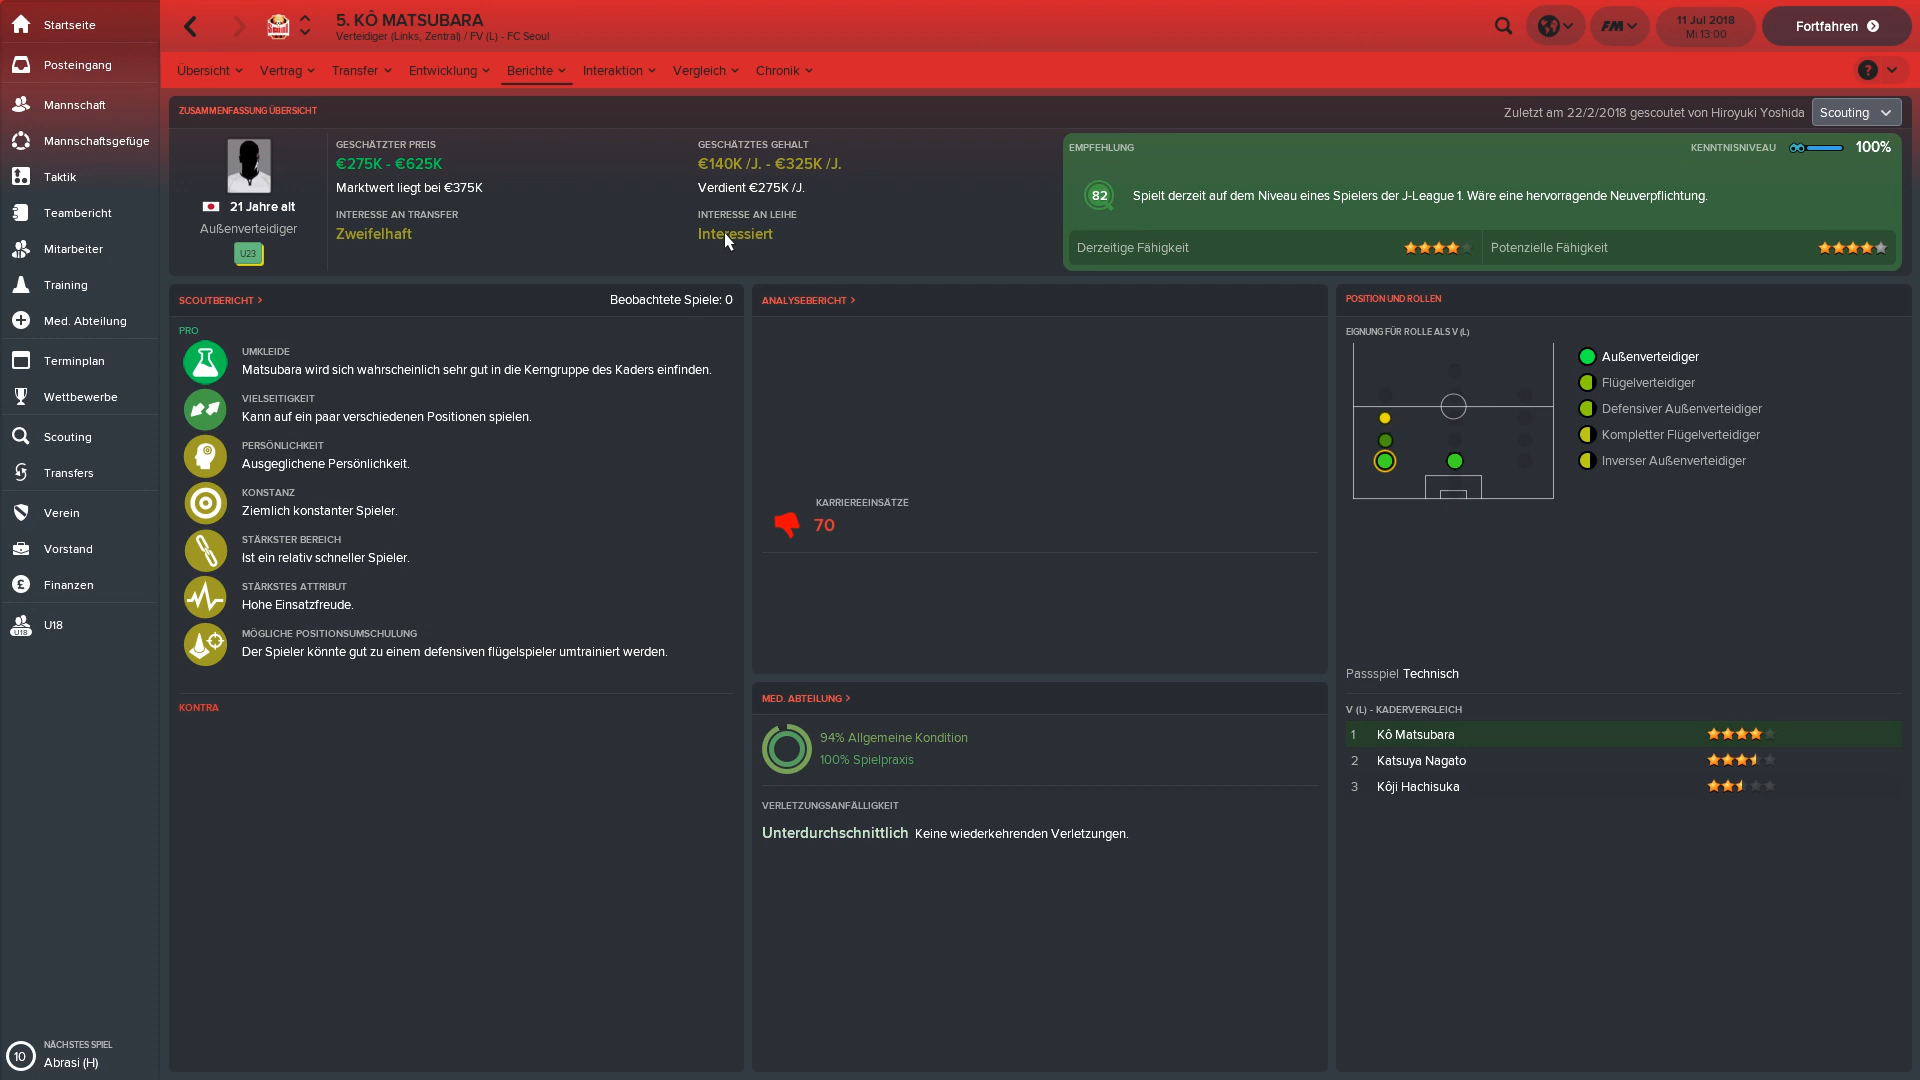 Startseite
Posteingang
Mannschaft
Mannschaftsgefüge
Taktik
Teambericht
Mitarbeiter
Training
Med. Abteilung
Terminplan
Wettbewerbe
Scouting
Transfers
Verein
Vorstand
Finanzen
U18
U18
NÄCHSTES SPIEL
10
Abrasi (H)
5. KÔ MATSUBARA
Verteidiger (Links, Zentral) / FV (L) - FC Seoul
FM
11 Jul 2018
Mi 13:00
Fortfahren
Übersicht
Vertrag
Transfer
Entwicklung
Berichte
Interaktion
Vergleich
Chronik
?
ZUSAMMENFASSUNG ÜBERSICHT
Zuletzt am 22/2/2018 gescoutet von Hiroyuki Yoshida
Scouting
21 Jahre alt
Außenverteidiger
U23
GESCHÄTZTER PREIS
€275K - €625K
Marktwert liegt bei €375K
INTERESSE AN TRANSFER
Zweifelhaft
GESCHÄTZTES GEHALT
€140K /J. - €325K /J.
Verdient €275K /J.
INTERESSE AN LEIHE
Interessiert
EMPFEHLUNG
KENNTNISNIVEAU
100%
82
Spielt derzeit auf dem Niveau eines Spielers der J-League 1. Wäre eine hervorragende Neuverpflichtung.
Derzeitige Fähigkeit
Potenzielle Fähigkeit
SCOUTBERICHT >
Beobachtete Spiele: 0
PRO
UMKLEIDE
Matsubara wird sich wahrscheinlich sehr gut in die Kerngruppe des Kaders einfinden.
VIELSEITIGKEIT
Kann auf ein paar verschiedenen Positionen spielen.
PERSÖNLICHKEIT
Ausgeglichene Persönlichkeit.
KONSTANZ
Ziemlich konstanter Spieler.
STÄRKSTER BEREICH
Ist ein relativ schneller Spieler.
STÄRKSTES ATTRIBUT
Hohe Einsatzfreude.
MÖGLICHE POSITIONSUMSCHULUNG
Der Spieler könnte gut zu einem defensiven flügelspieler umtrainiert werden.
KONTRA
ANALYSEBERICHT >
KARRIEREEINSÄTZE
70
MED. ABTEILUNG >
94% Allgemeine Kondition
100% Spielpraxis
VERLETZUNGSANFÄLLIGKEIT
Unterdurchschnittlich Keine wiederkehrenden Verletzungen.
POSITION UND ROLLEN
EIGNUNG FÜR ROLLE ALS V (L)
Außenverteidiger
Flügelverteidiger
Defensiver Außenverteidiger
Kompletter Flügelverteidiger
Inverser Außenverteidiger
Passspiel Technisch
V (L) - KADERVERGLEICH
1 Kô Matsubara
2 Katsuya Nagato
3 Kôji Hachisuka